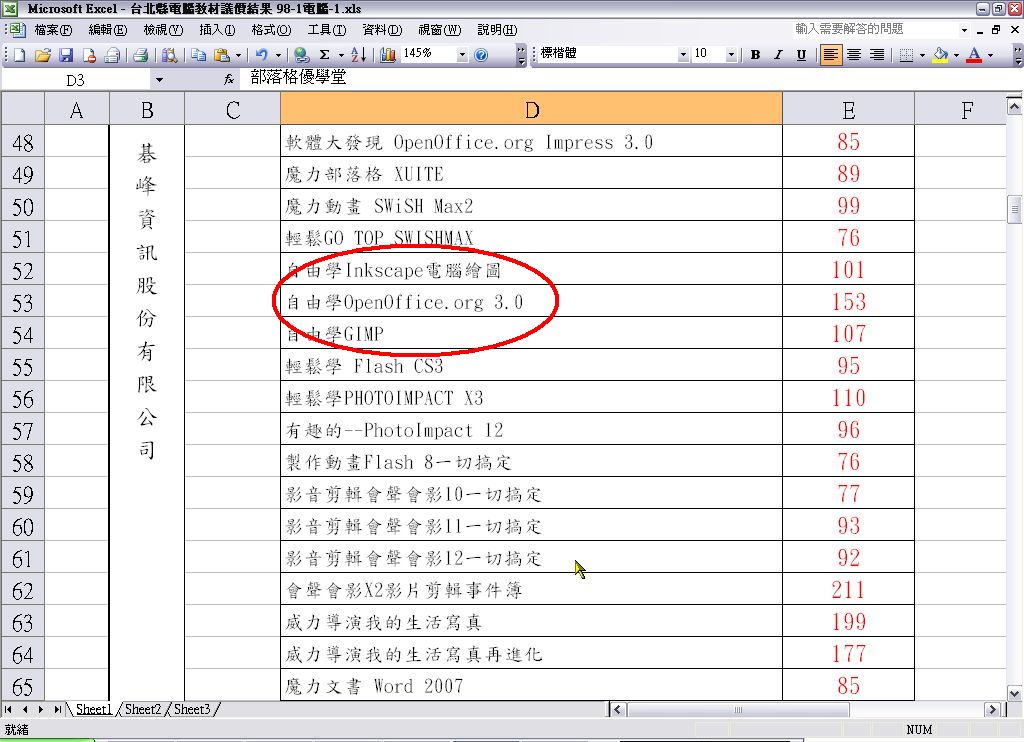 Microsoft Excel - 台北縣電腦教材議價結果 98-1電腦-1.xls
檔案(F) 編輯(E) 檢視(V) 插入(I) 格式(O) 工具(T) 資料(D) 視窗(W) 說明(H) 輸入需要解答的問題
145% 標楷體 10 B I U
D3 fx 部落格優學堂
A B C D E F
碁峰資訊股份有限公司
48 軟體大發現 OpenOffice.org Impress 3.0 85
49 魔力部落格 XUITE 89
50 魔力動畫 SWiSH Max2 99
51 輕鬆GO TOP SWISHMAX 76
52 自由學Inkscape電腦繪圖 101
53 自由學OpenOffice.org 3.0 153
54 自由學GIMP 107
55 輕鬆學 Flash CS3 95
56 輕鬆學PHOTOIMPACT X3 110
57 有趣的--PhotoImpact 12 96
58 製作動畫Flash 8一切搞定 76
59 影音剪輯會聲會影10一切搞定 77
60 影音剪輯會聲會影11一切搞定 93
61 影音剪輯會聲會影12一切搞定 92
62 會聲會影X2影片剪輯事件簿 211
63 威力導演我的生活寫真 199
64 威力導演我的生活寫真再進化 177
65 魔力文書 Word 2007 85
Sheet1 Sheet2 Sheet3
就緒 NUM